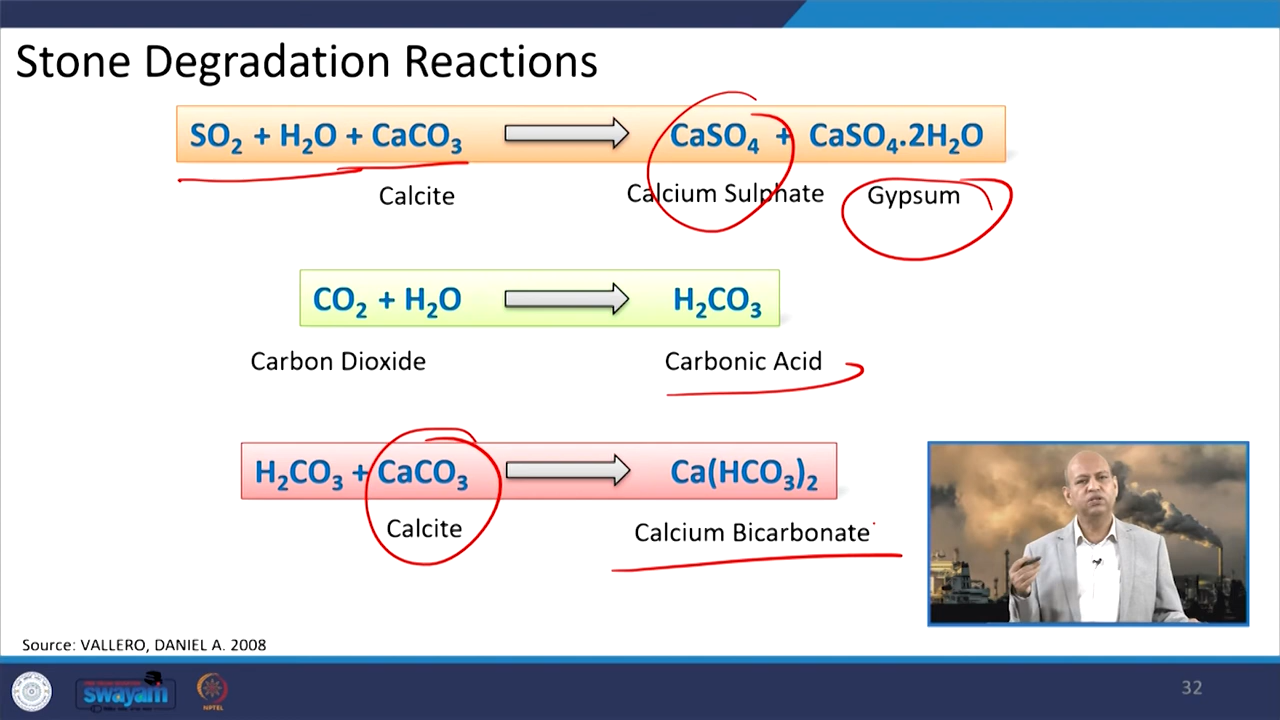 Stone Degradation Reactions
SO₂ + H₂O + CaCO₃ CaSO₄ + CaSO₄.2H₂O
Calcite Calcium Sulphate Gypsum
CO₂ + H₂O H₂CO₃
Carbon Dioxide Carbonic Acid
H₂CO₃ + CaCO₃ Ca(HCO₃)₂
Calcite Calcium Bicarbonate
Source: VALLERO, DANIEL A. 2008
swayam NPTEL 32